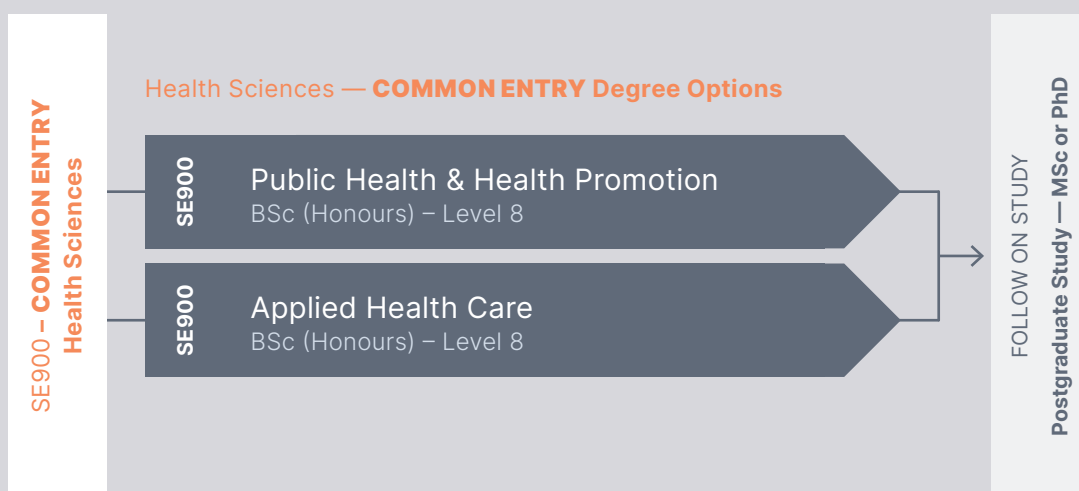 SE900 – COMMON ENTRY
Health Sciences
Health Sciences — COMMON ENTRY Degree Options
SE900
Public Health & Health Promotion
BSc (Honours) – Level 8
SE900
Applied Health Care
BSc (Honours) – Level 8
FOLLOW ON STUDY
Postgraduate Study — MSc or PhD